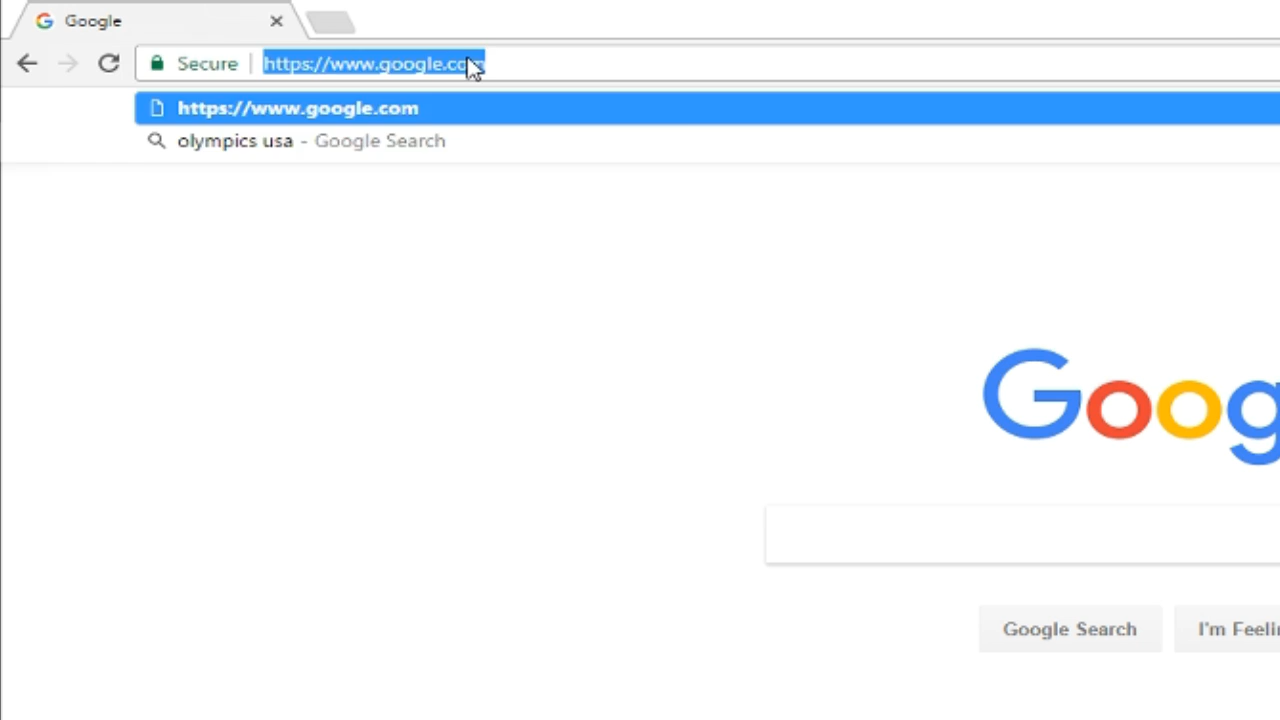 Google
Secure https://www.google.com
https://www.google.com
olympics usa - Google Search
Goog
Google Search
I'm Feelin